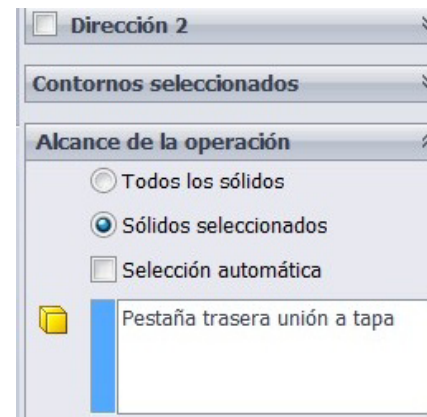 Dirección 2
Contornos seleccionados
Alcance de la operación
Todos los sólidos
Sólidos seleccionados
Selección automática
Pestaña trasera unión a tapa